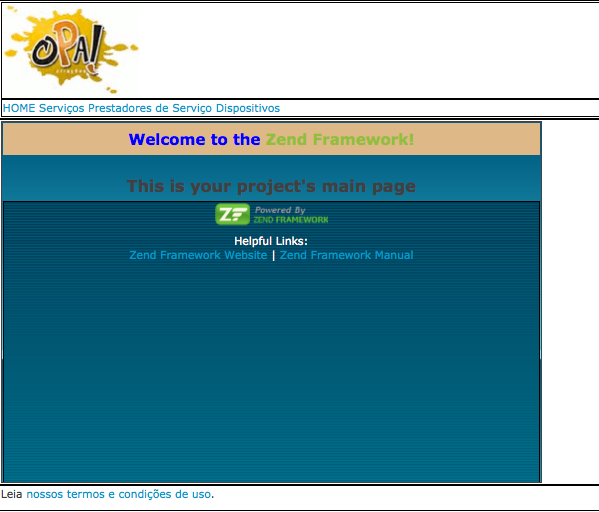 OPA!
HOME Serviços Prestadores de Serviço Dispositivos
Welcome to the Zend Framework!
This is your project's main page
ZF Powered By
ZEND FRAMEWORK
Helpful Links:
Zend Framework Website | Zend Framework Manual
Leia nossos termos e condições de uso.